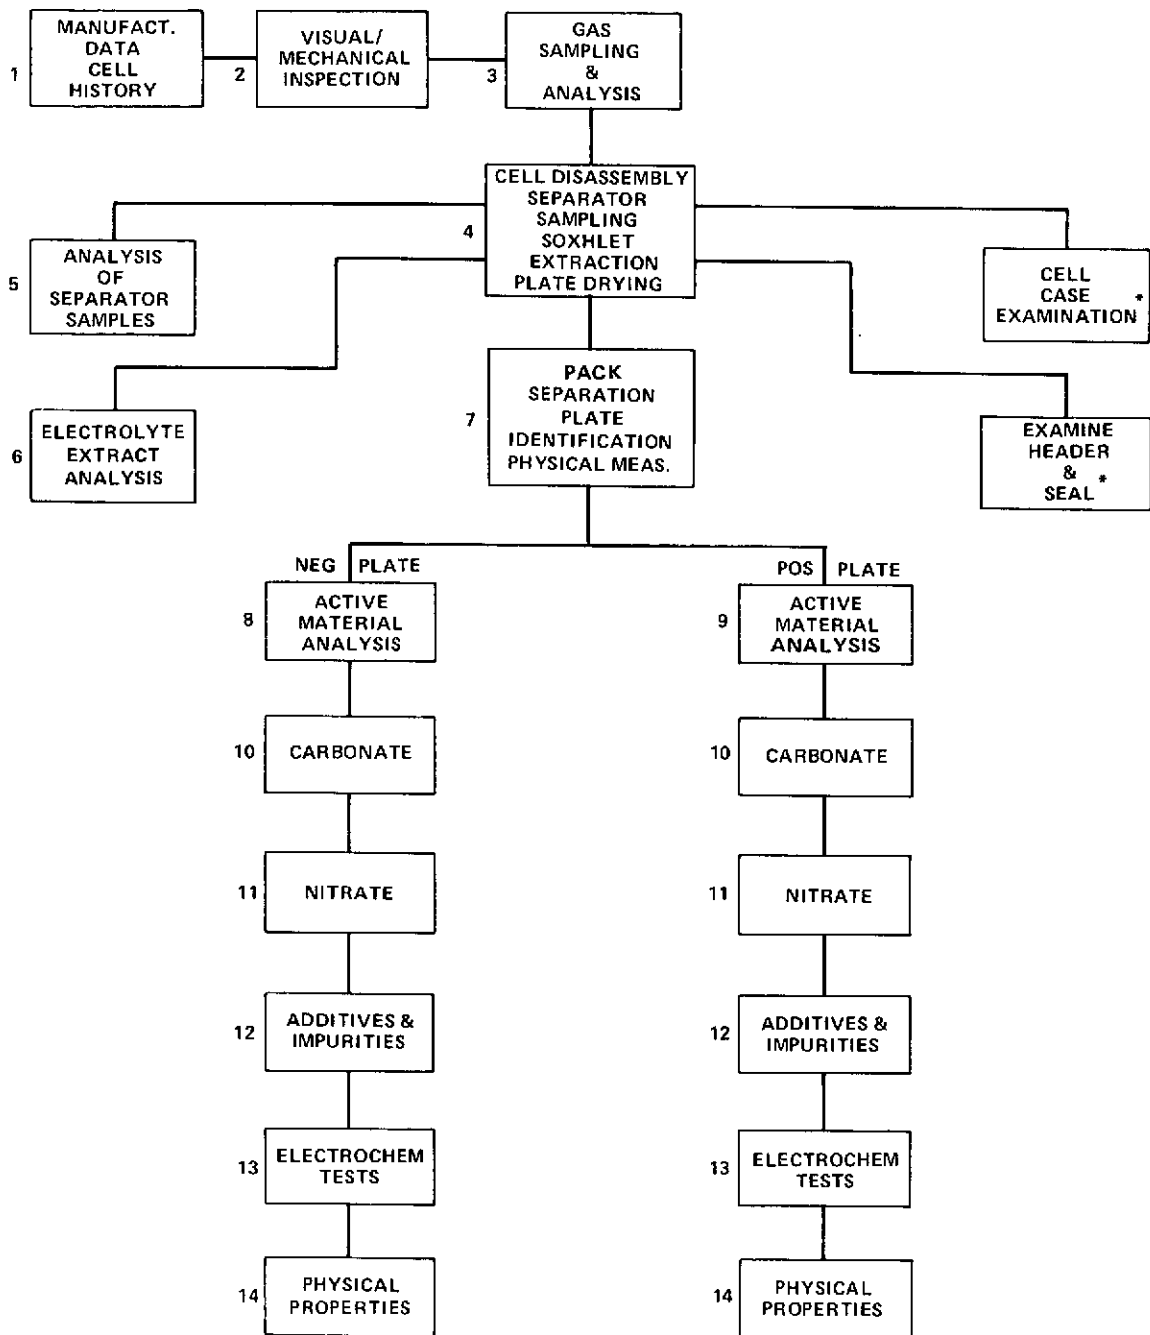 1
MANUFACT.
DATA
CELL
HISTORY
2
VISUAL/
MECHANICAL
INSPECTION
3
GAS
SAMPLING
&
ANALYSIS
4
CELL DISASSEMBLY
SEPARATOR
SAMPLING
SOXHLET
EXTRACTION
PLATE DRYING
5
ANALYSIS
OF
SEPARATOR
SAMPLES
CELL
CASE
EXAMINATION*
6
ELECTROLYTE
EXTRACT
ANALYSIS
7
PACK
SEPARATION
PLATE
IDENTIFICATION
PHYSICAL MEAS.
EXAMINE
HEADER
&
SEAL*
NEG PLATE
8
ACTIVE
MATERIAL
ANALYSIS
POS PLATE
9
ACTIVE
MATERIAL
ANALYSIS
10
CARBONATE
10
CARBONATE
11
NITRATE
11
NITRATE
12
ADDITIVES &
IMPURITIES
12
ADDITIVES &
IMPURITIES
13
ELECTROCHEM
TESTS
13
ELECTROCHEM
TESTS
14
PHYSICAL
PROPERTIES
14
PHYSICAL
PROPERTIES